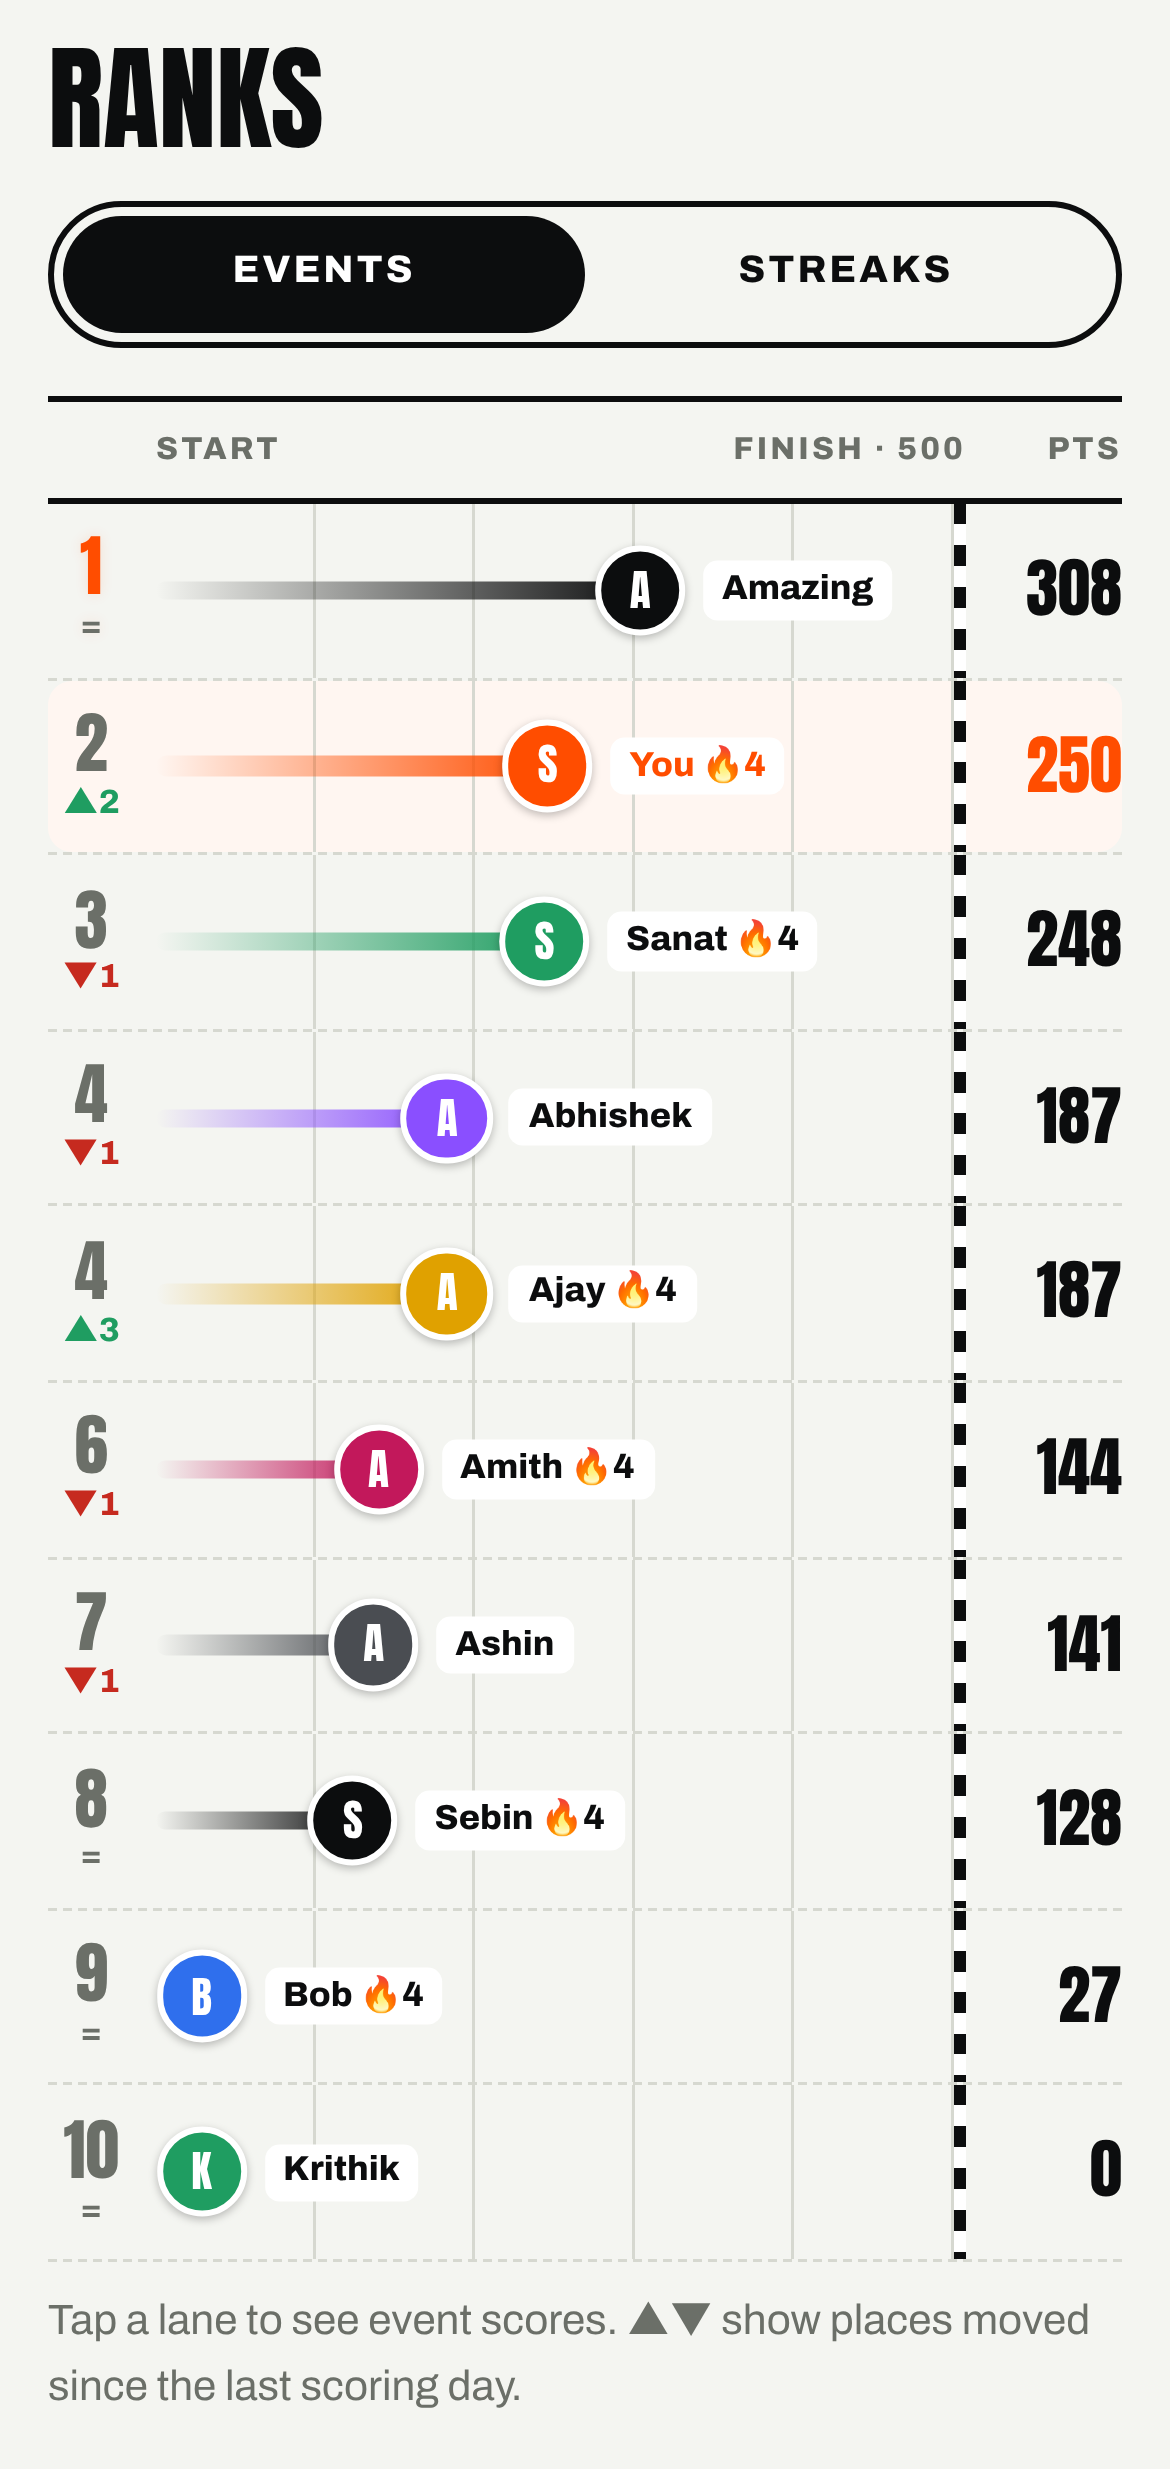 RANKS
EVENTS STREAKS
START FINISH · 500 PTS
1 A Amazing 308
=
2 S You 🔥4 250
▲2
3 S Sanat 🔥4 248
▼1
4 A Abhishek 187
▼1
4 A Ajay 🔥4 187
▲3
6 A Amith 🔥4 144
▼1
7 A Ashin 141
▼1
8 S Sebin 🔥4 128
=
9 B Bob 🔥4 27
=
10 K Krithik 0
=
Tap a lane to see event scores. ▲▼ show places moved
since the last scoring day.